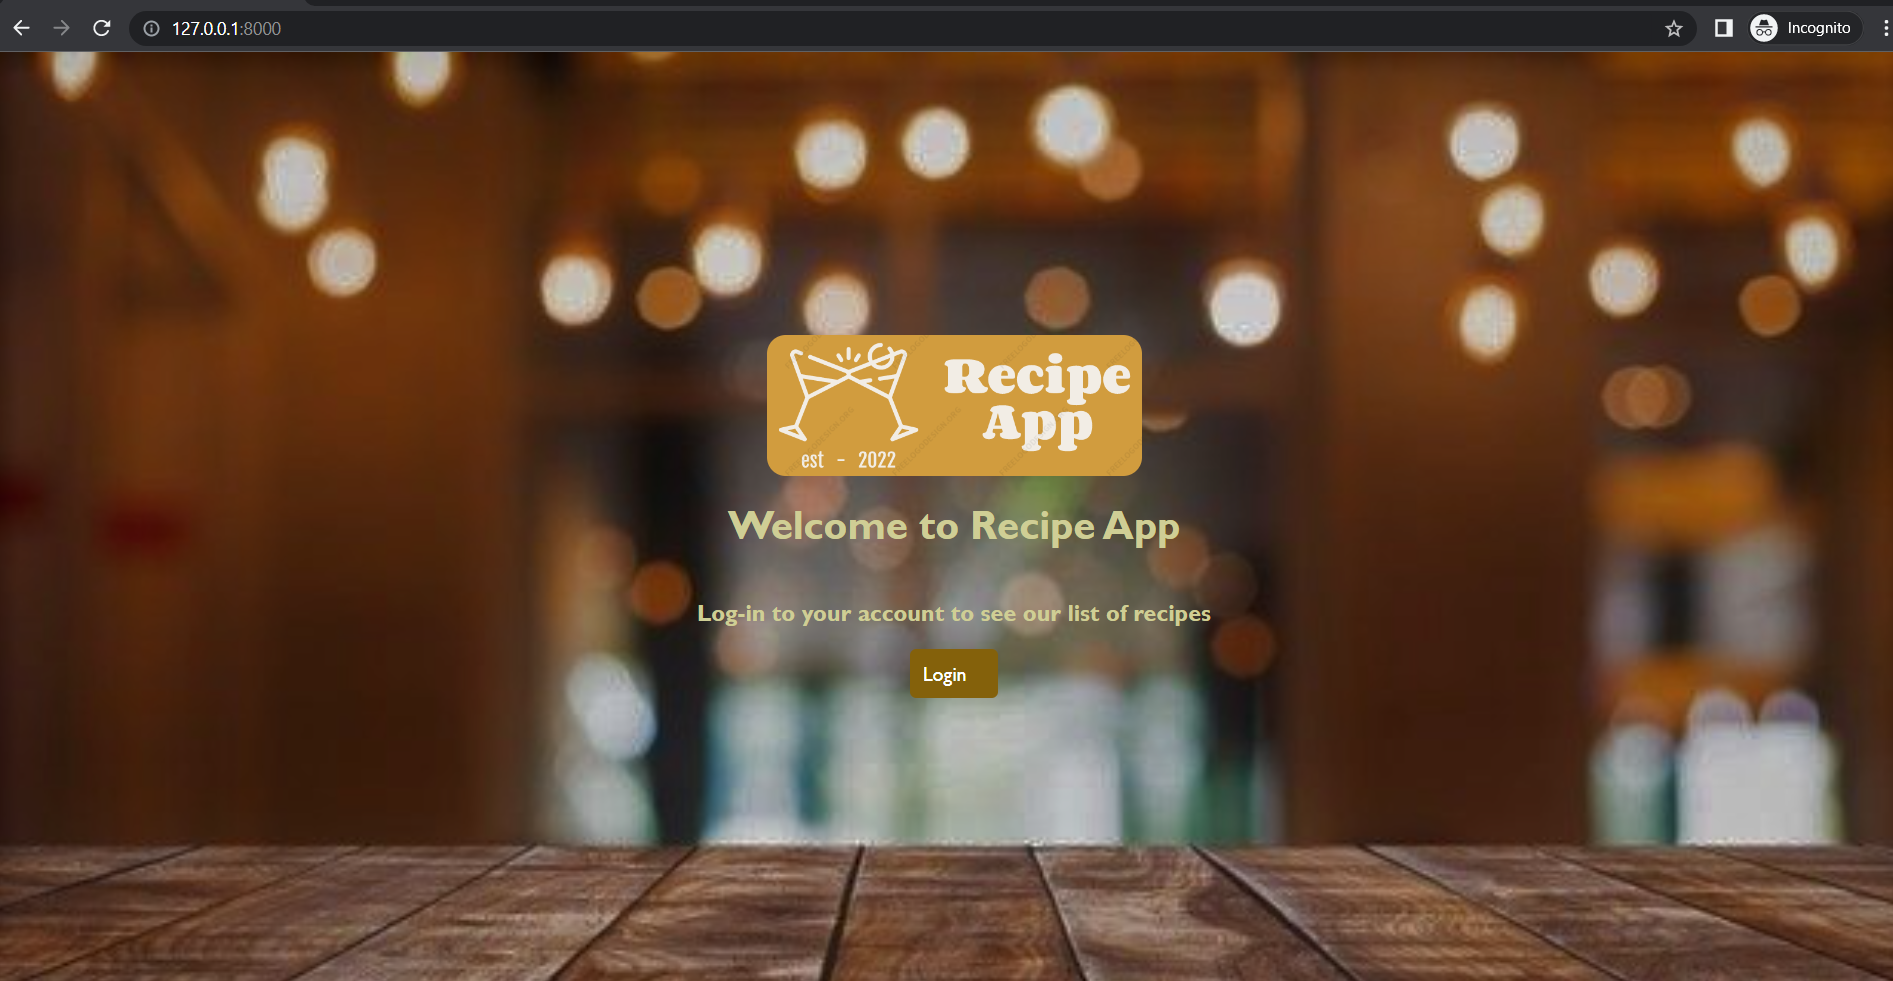 127.0.0.1:8000
Incognito
Recipe
App
est - 2022
Welcome to Recipe App
Log-in to your account to see our list of recipes
Login